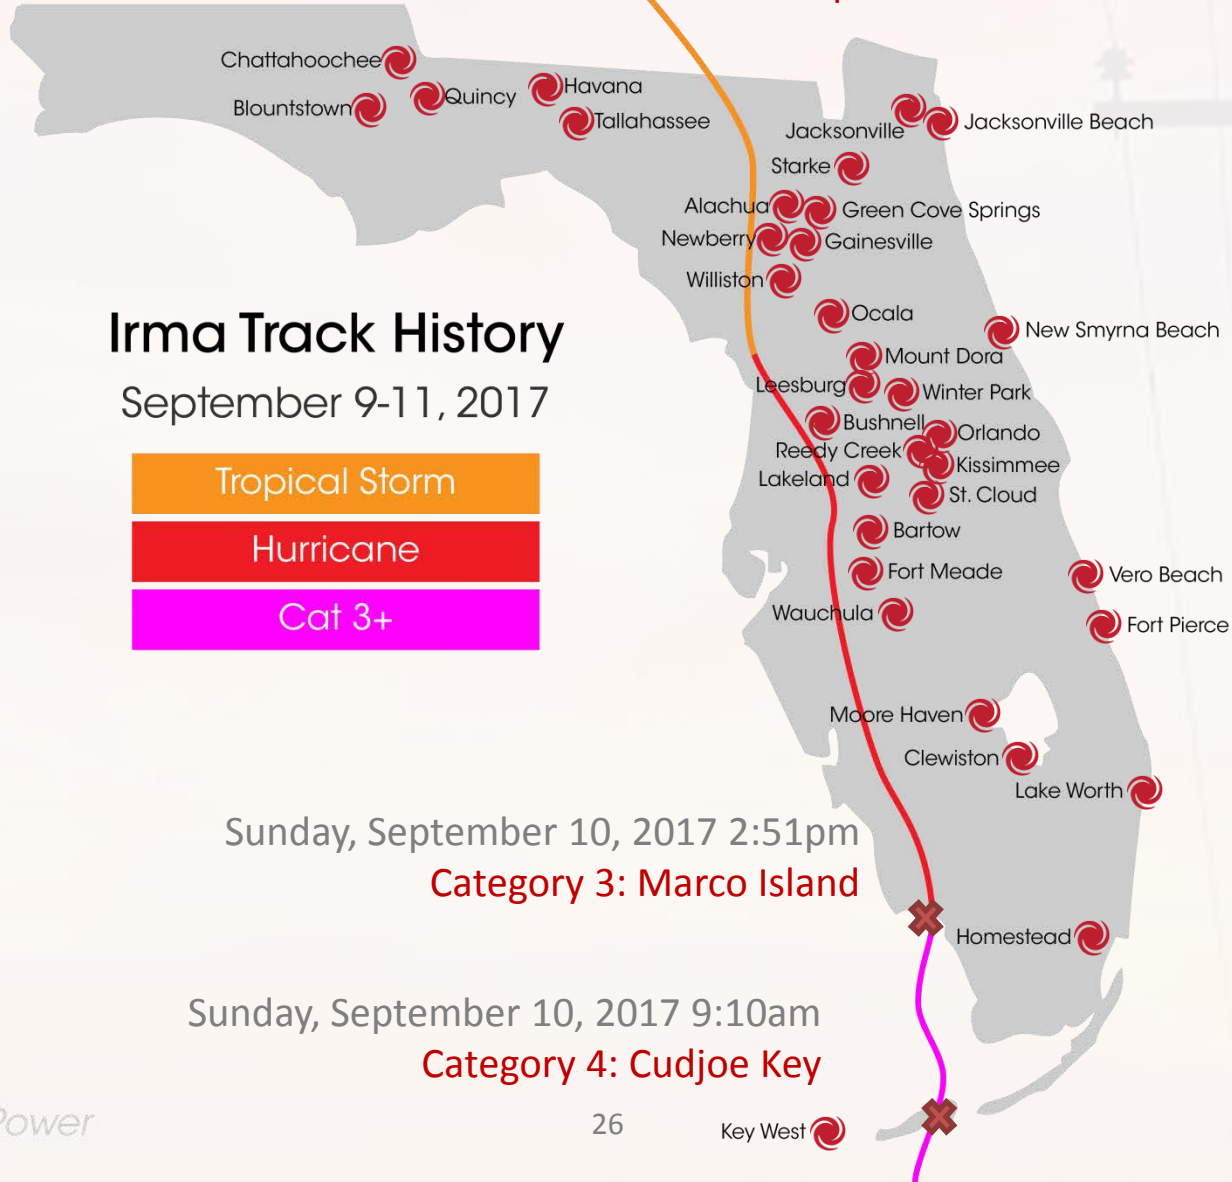 Chattahoochee
Blountstown
Quincy
Havana
Tallahassee
Jacksonville
Jacksonville Beach
Starke
Alachua
Green Cove Springs
Newberry
Gainesville
Williston
Ocala
New Smyrna Beach
Mount Dora
Leesburg
Winter Park
Bushnell
Orlando
Reedy Creek
Kissimmee
Lakeland
St. Cloud
Bartow
Fort Meade
Vero Beach
Wauchula
Fort Pierce
Moore Haven
Clewiston
Lake Worth
Homestead
Key West
Irma Track History
September 9-11, 2017
Tropical Storm
Hurricane
Cat 3+
Sunday, September 10, 2017 2:51pm
Category 3: Marco Island
Sunday, September 10, 2017 9:10am
Category 4: Cudjoe Key
Power
26